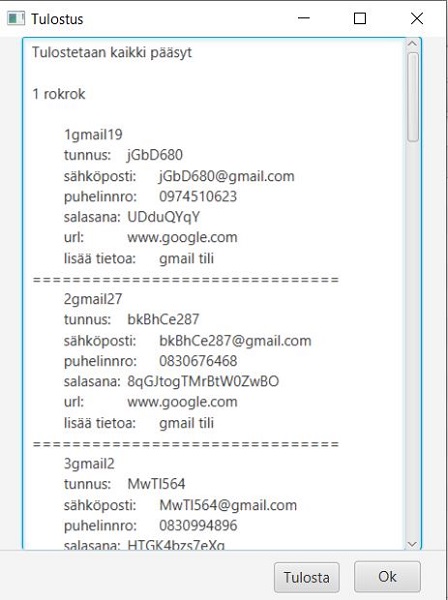 Tulostus
Tulostetaan kaikki pääsyt
1 rokrok
1gmail19
tunnus: jGbD680
sähköposti: jGbD680@gmail.com
puhelinnro: 0974510623
salasana: UDduQYqY
url: www.google.com
lisää tietoa: gmail tili
===============================
2gmail27
tunnus: bkBhCe287
sähköposti: bkBhCe287@gmail.com
puhelinnro: 0830676468
salasana: 8qGJtogTMrBtW0ZwBO
url: www.google.com
lisää tietoa: gmail tili
===============================
3gmail2
tunnus: MwTI564
sähköposti: MwTI564@gmail.com
puhelinnro: 0830994896
salasana: HTGK4bzs7eXg
Tulosta Ok